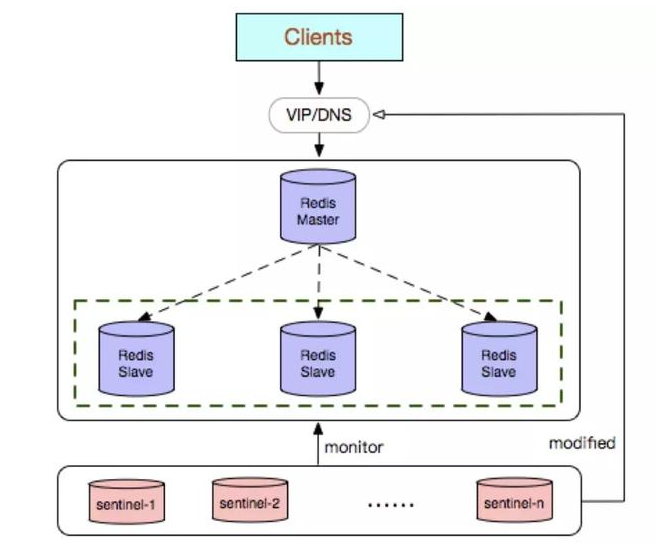 Clients
VIP/DNS
Redis
Master
Redis
Slave
Redis
Slave
Redis
Slave
monitor
modified
sentinel-1
sentinel-2
......
sentinel-n